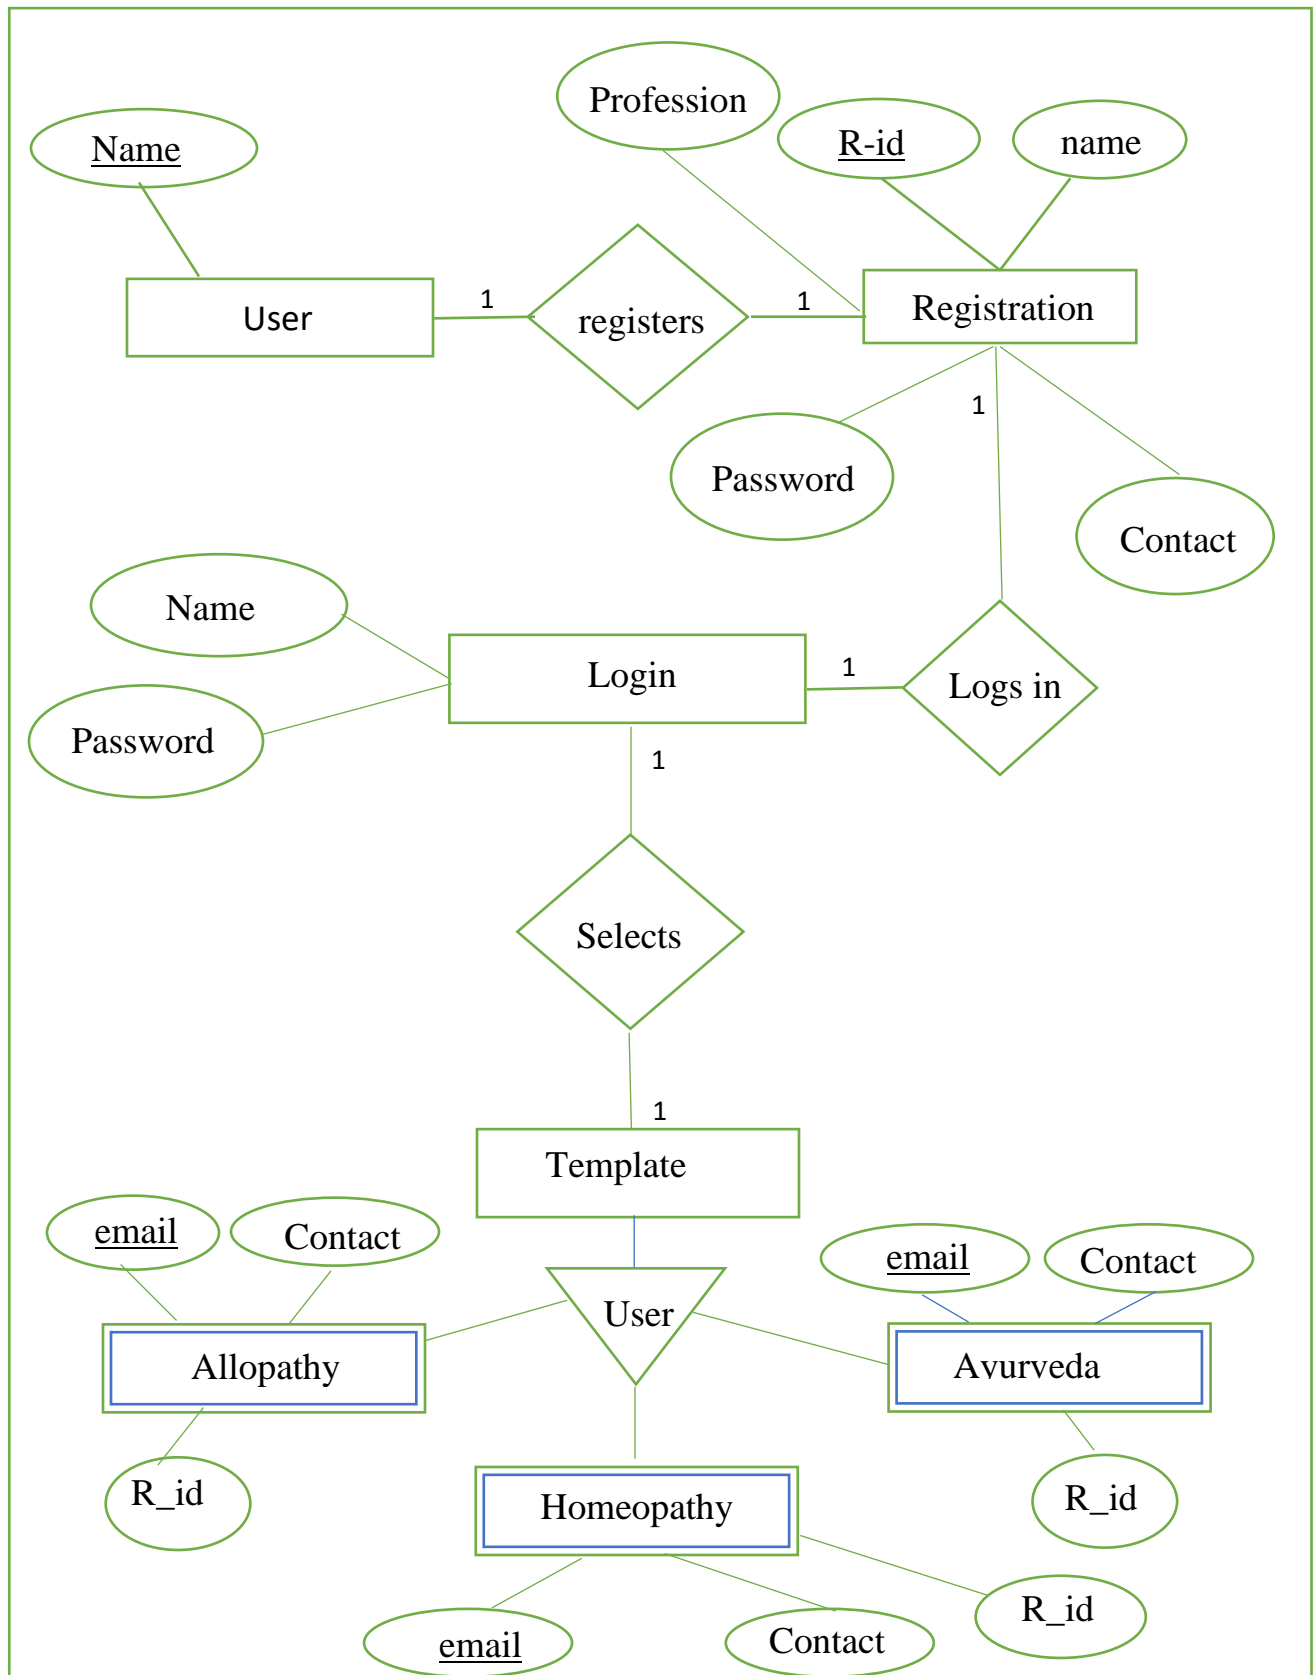 Profession
R-id
name
Name
User
1
registers
1
Registration
1
Password
Contact
Name
Login
1
Logs in
Password
1
Selects
1
Template
email
Contact
email
Contact
User
Allopathy
Avurveda
R_id
Homeopathy
R_id
R_id
email
Contact